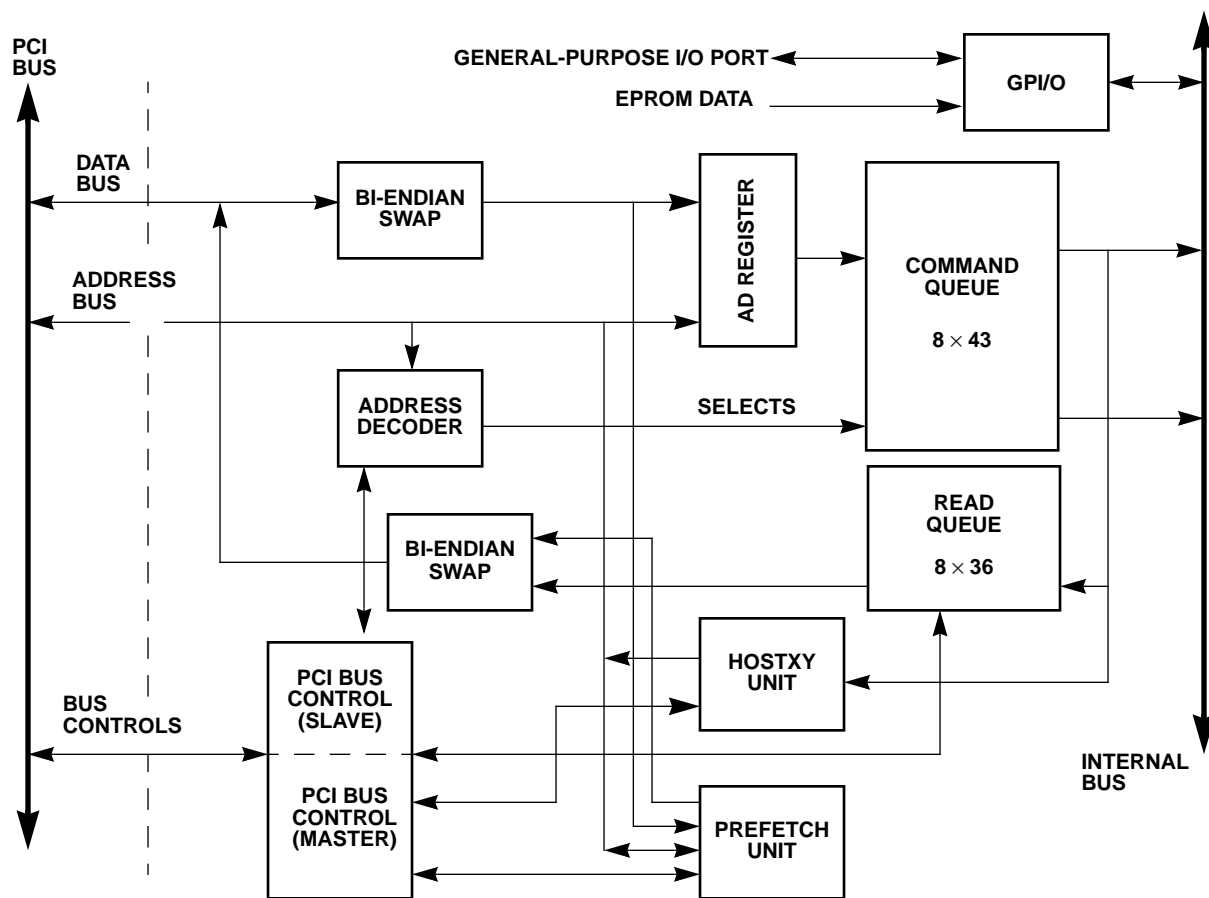 PCI
BUS
GENERAL-PURPOSE I/O PORT
EPROM DATA
GPI/O
DATA
BUS
BI-ENDIAN
SWAP
AD REGISTER
COMMAND
QUEUE
8 × 43
ADDRESS
BUS
ADDRESS
DECODER
SELECTS
READ
QUEUE
8 × 36
BI-ENDIAN
SWAP
HOSTXY
UNIT
PCI BUS
CONTROL
(SLAVE)
BUS
CONTROLS
PCI BUS
CONTROL
(MASTER)
PREFETCH
UNIT
INTERNAL
BUS